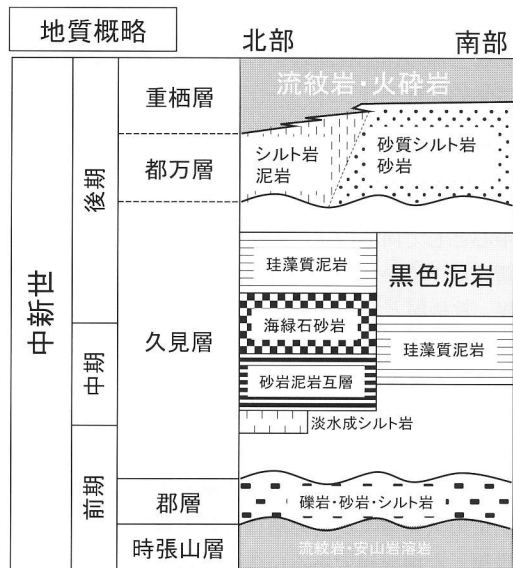 地質概略
北部
南部
中新世
後期
中期
前期
重栖層
都万層
久見層
郡層
時張山層
流紋岩・火砕岩
シルト岩
泥岩
砂質シルト岩
砂岩
珪藻質泥岩
黒色泥岩
海緑石砂岩
珪藻質泥岩
砂岩泥岩互層
淡水成シルト岩
礫岩・砂岩・シルト岩
流紋岩・安山岩溶岩